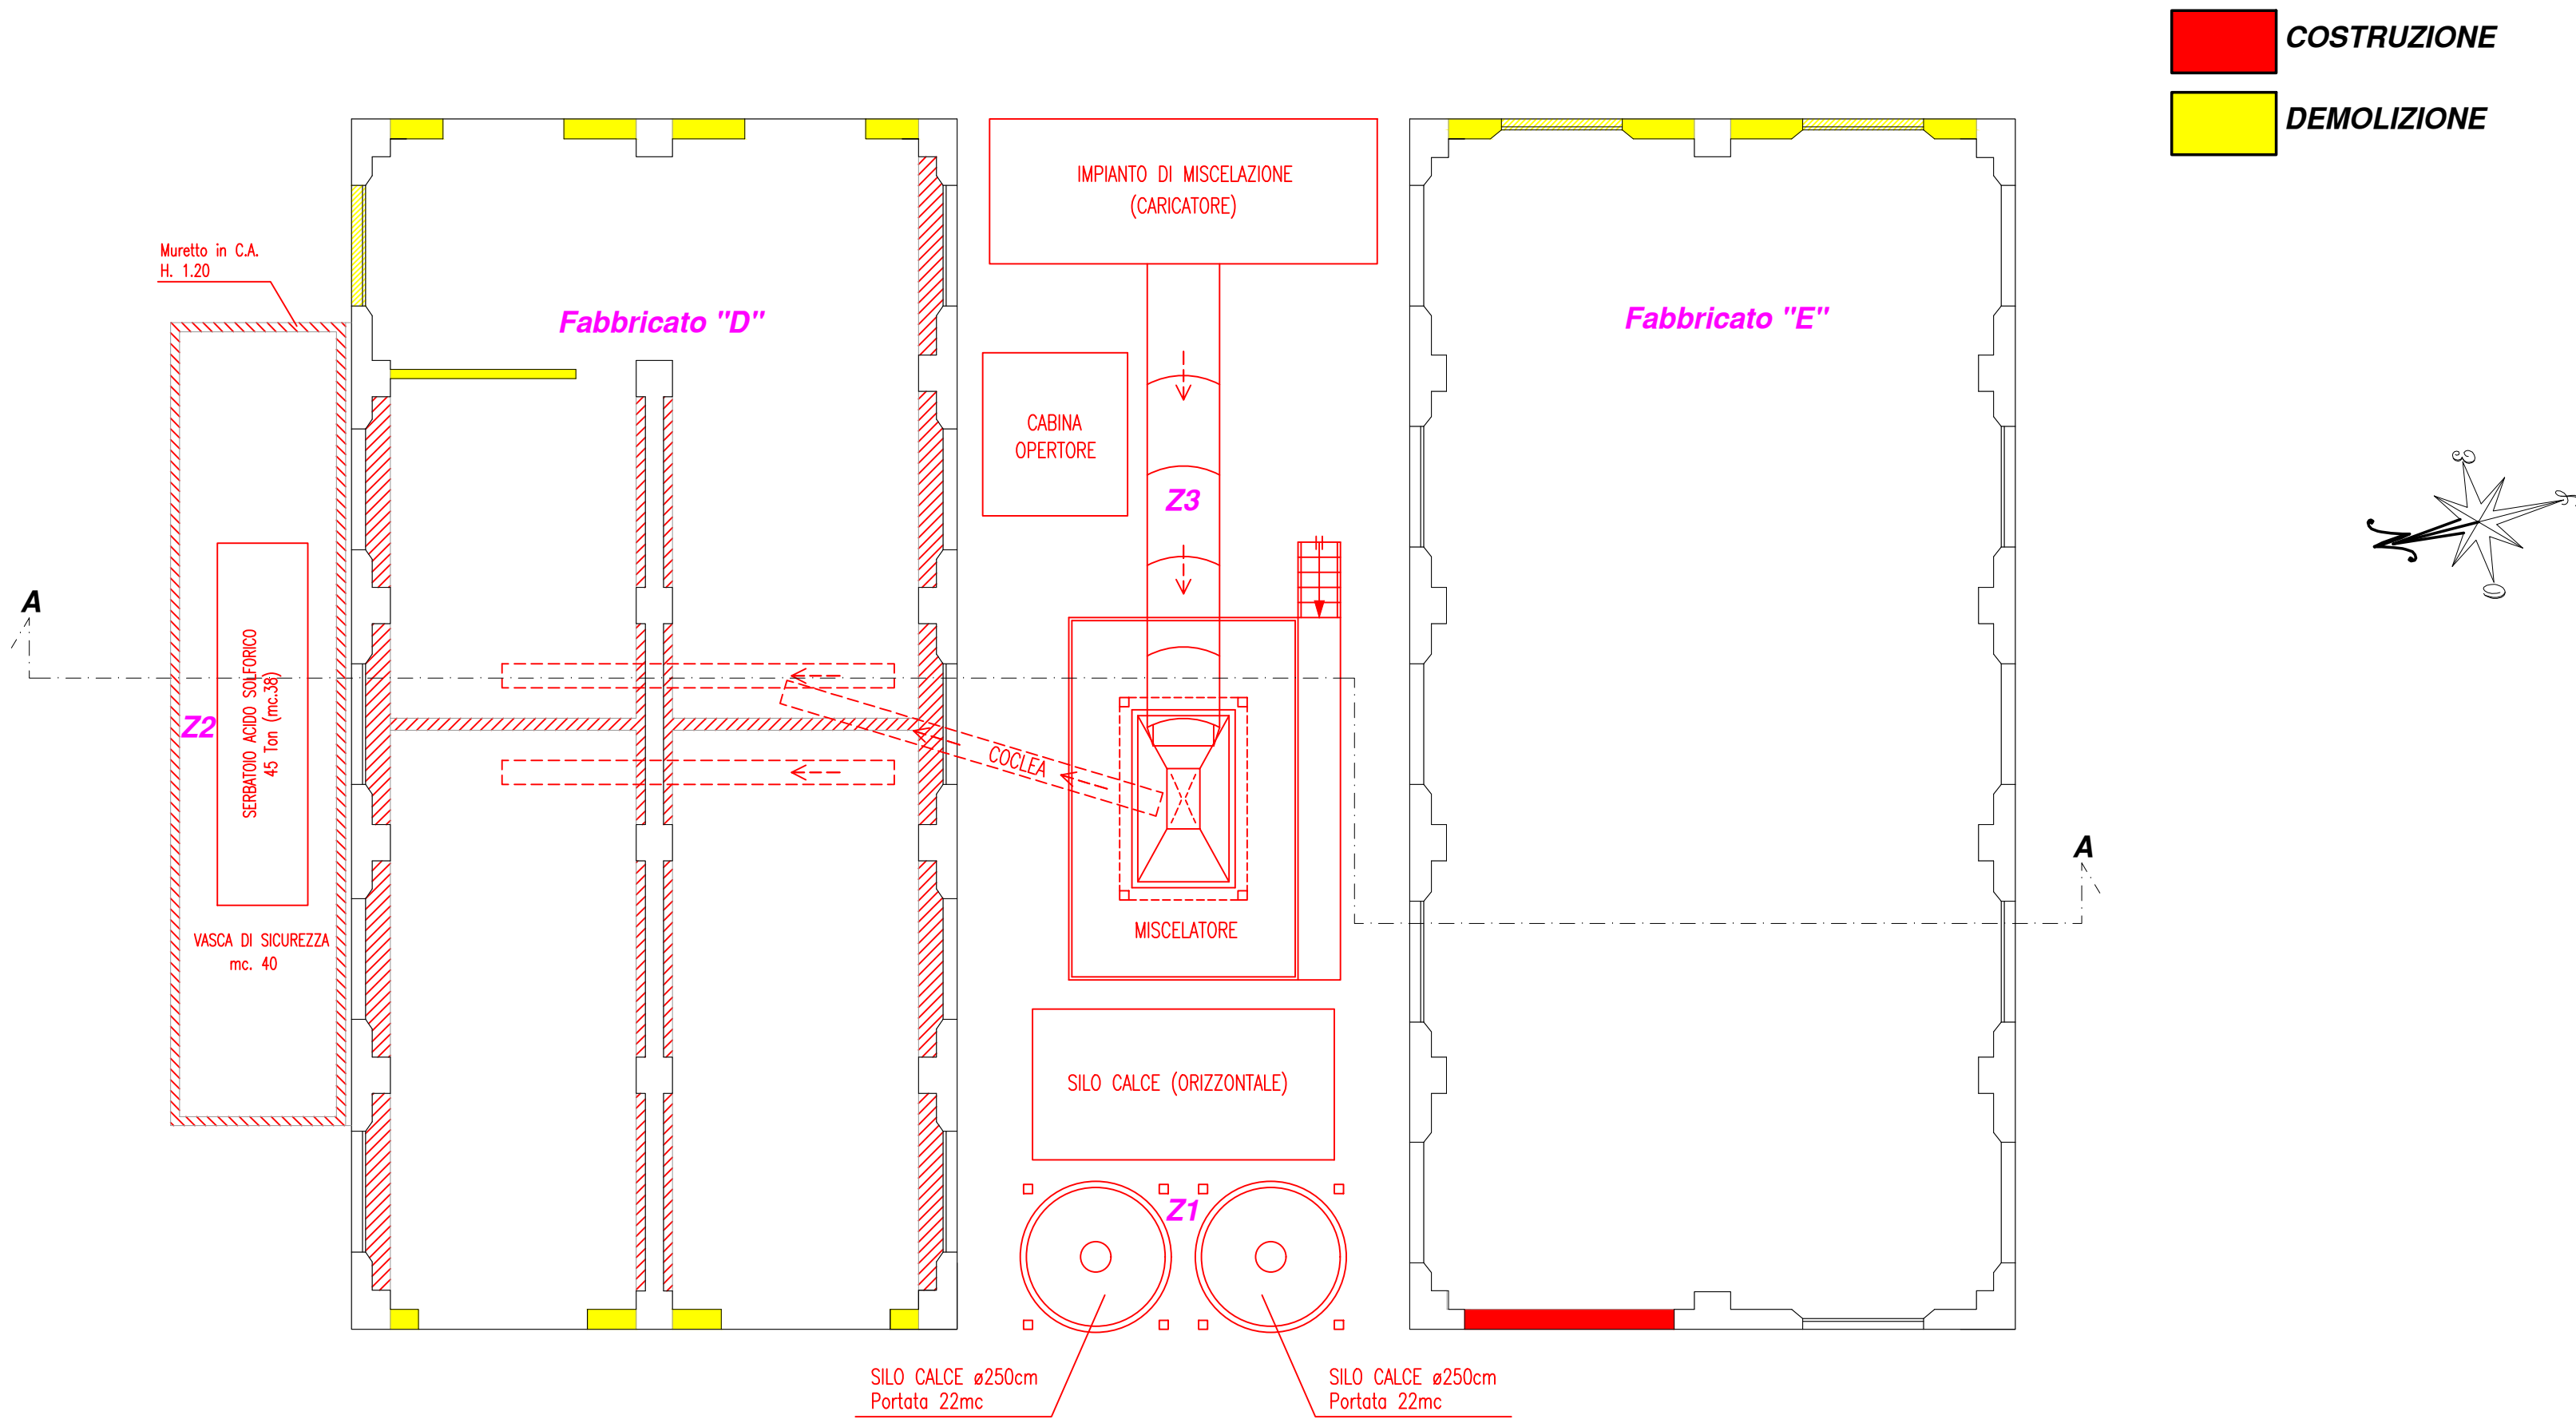 COSTRUZIONE
DEMOLIZIONE
IMPIANTO DI MISCELAZIONE
(CARICATORE)
Muretto in C.A.
H. 1.20
Fabbricato "D"
Fabbricato "E"
CABINA
OPERTORE
Z3
A
SERBATOIO ACIDO SOLFORICO
45 Ton (mc.38)
Z2
COCLEA
A
MISCELATORE
VASCA DI SICUREZZA
mc. 40
SILO CALCE (ORIZZONTALE)
Z1
SILO CALCE ø250cm
Portata 22mc
SILO CALCE ø250cm
Portata 22mc